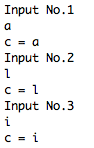 Input No.1
a
c = a
Input No.2
l
c = l
Input No.3
i
c = i